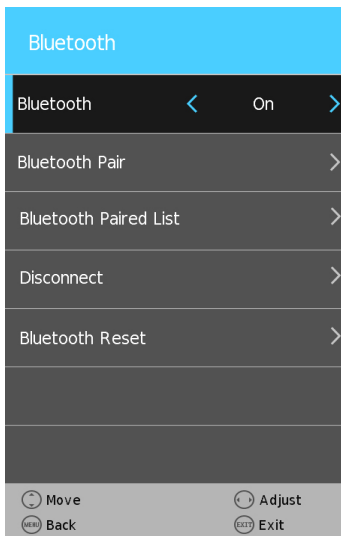 Bluetooth
Bluetooth On
Bluetooth Pair
Bluetooth Paired List
Disconnect
Bluetooth Reset
Move Adjust
MENU Back EXIT Exit